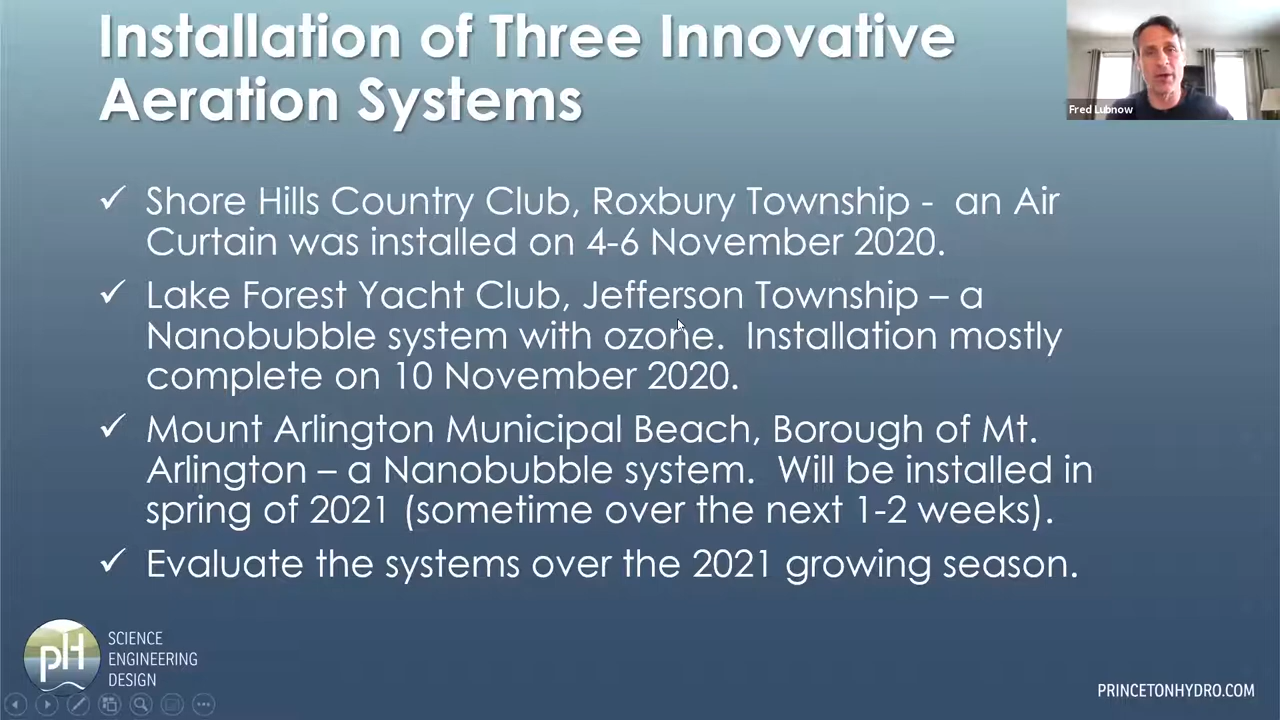 Installation of Three Innovative
Aeration Systems
Fred Lubnow
✓ Shore Hills Country Club, Roxbury Township -  an Air
Curtain was installed on 4-6 November 2020.
✓ Lake Forest Yacht Club, Jefferson Township – a
Nanobubble system with ozone.  Installation mostly
complete on 10 November 2020.
✓ Mount Arlington Municipal Beach, Borough of Mt.
Arlington – a Nanobubble system.  Will be installed in
spring of 2021 (sometime over the next 1-2 weeks).
✓ Evaluate the systems over the 2021 growing season.
pH
SCIENCE
ENGINEERING
DESIGN
PRINCETONHYDRO.COM